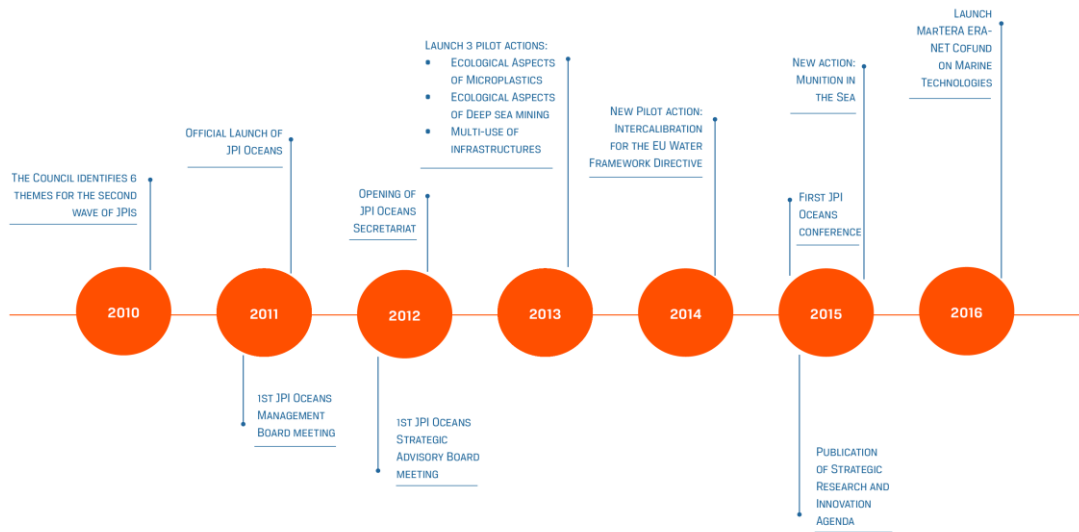 LAUNCH
MARTERA ERA-
NET COFUND
ON MARINE
TECHNOLOGIES
LAUNCH 3 PILOT ACTIONS:
• ECOLOGICAL ASPECTS
OF MICROPLASTICS
• ECOLOGICAL ASPECTS
OF DEEP SEA MINING
• MULTI-USE OF
INFRASTRUCTURES
NEW ACTION:
MUNITION IN
THE SEA
NEW PILOT ACTION:
INTERCALIBRATION
FOR THE EU WATER
FRAMEWORK DIRECTIVE
OFFICIAL LAUNCH OF
JPI OCEANS
THE COUNCIL IDENTIFIES 6
THEMES FOR THE SECOND
WAVE OF JPIS
OPENING OF
JPI OCEANS
SECRETARIAT
FIRST JPI
OCEANS
CONFERENCE
2010
2011
2012
2013
2014
2015
2016
1ST JPI OCEANS
MANAGEMENT
BOARD MEETING
1ST JPI OCEANS
STRATEGIC
ADVISORY BOARD
MEETING
PUBLICATION
OF STRATEGIC
RESEARCH AND
INNOVATION
AGENDA